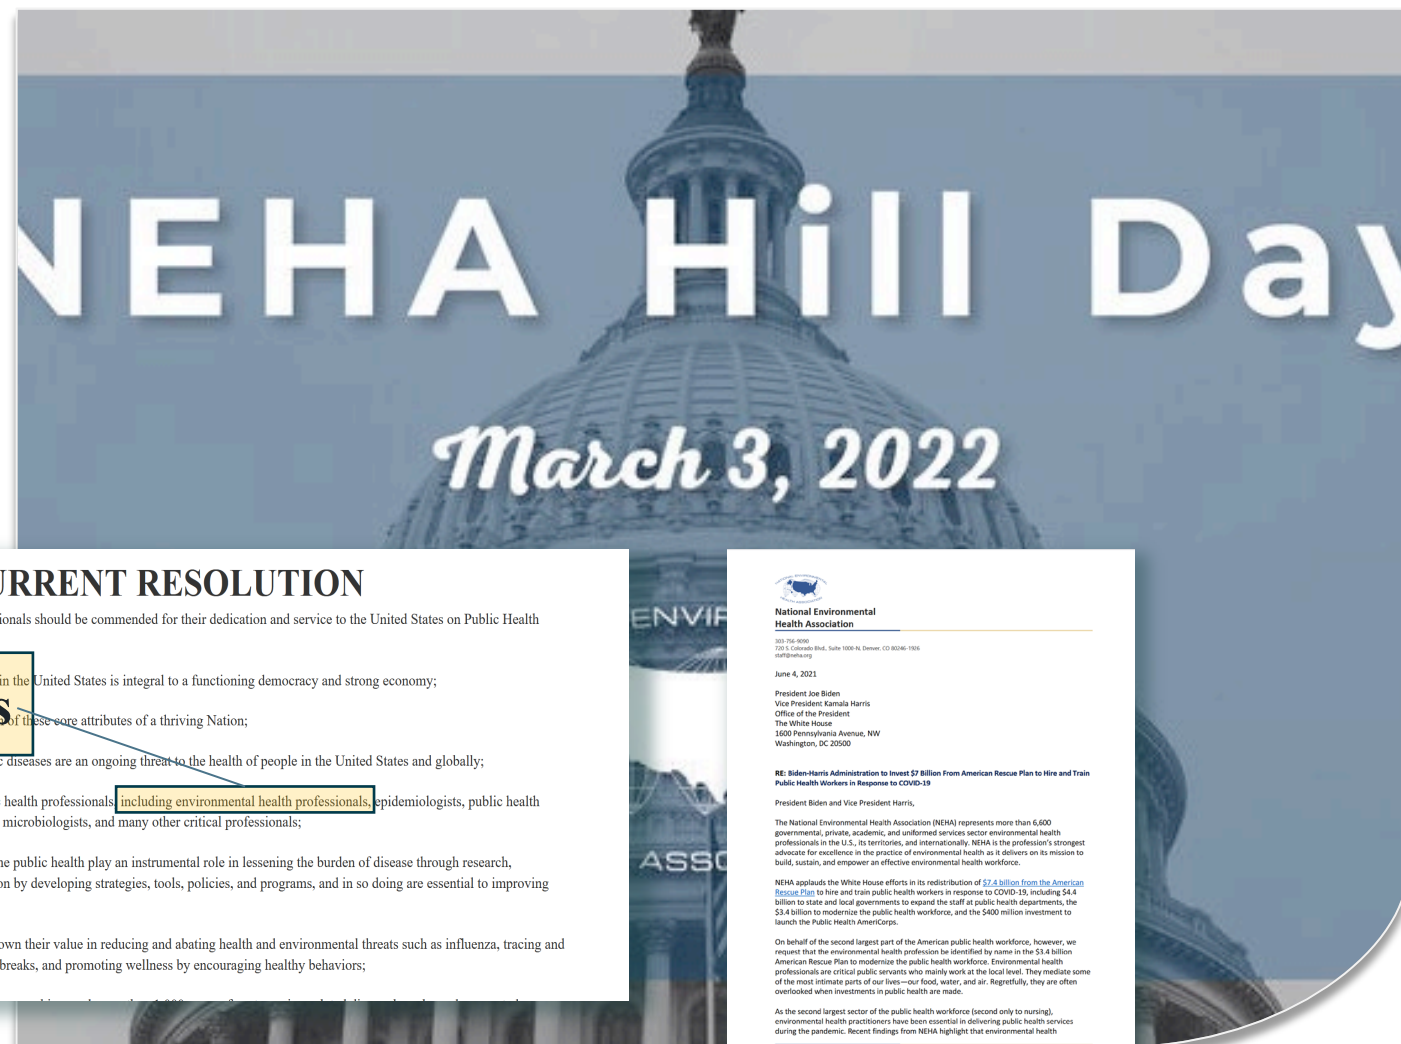 NEHA Hill Day
March 3, 2022
CURRENT RESOLUTION
ionals should be commended for their dedication and service to the United States on Public Health
in the United States is integral to a functioning democracy and strong economy;
S
of these core attributes of a thriving Nation;
c diseases are an ongoing threat to the health of people in the United States and globally;
health professionals, including environmental health professionals, epidemiologists, public health
microbiologists, and many other critical professionals;
ne public health play an instrumental role in lessening the burden of disease through research,
on by developing strategies, tools, policies, and programs, and in so doing are essential to improving
own their value in reducing and abating health and environmental threats such as influenza, tracing and
breaks, and promoting wellness by encouraging healthy behaviors;
ENVIR
ASSO
National Environmental
Health Association
303-756-9090
720 S. Colorado Blvd., Suite 1000-N, Denver, CO 80246-1926
staff@neha.org
June 4, 2021
President Joe Biden
Vice President Kamala Harris
Office of the President
The White House
1600 Pennsylvania Avenue, NW
Washington, DC 20500
RE: Biden-Harris Administration to Invest $7 Billion From American Rescue Plan to Hire and Train
Public Health Workers in Response to COVID-19
President Biden and Vice President Harris,
The National Environmental Health Association (NEHA) represents more than 6,600
governmental, private, academic, and uniformed services sector environmental health
professionals in the U.S., its territories, and internationally. NEHA is the profession's strongest
advocate for excellence in the practice of environmental health as it delivers on its mission to
build, sustain, and empower an effective environmental health workforce.
NEHA applauds the White House efforts in its redistribution of $7.4 billion from the American
Rescue Plan to hire and train public health workers in response to COVID-19, including $4.4
billion to state and local governments to expand the staff at public health departments, the
$3.4 billion to modernize the public health workforce, and the $400 million investment to
launch the Public Health AmeriCorps.
On behalf of the second largest part of the American public health workforce, however, we
request that the environmental health profession be identified by name in the $3.4 billion
American Rescue Plan to modernize the public health workforce. Environmental health
professionals are critical public servants who mainly work at the local level. They mediate some
of the most intimate parts of our lives—our food, water, and air. Regretfully, they are often
overlooked when investments in public health are made.
As the second largest sector of the public health workforce (second only to nursing),
environmental health practitioners have been essential in delivering public health services
during the pandemic. Recent findings from NEHA highlight that environmental health